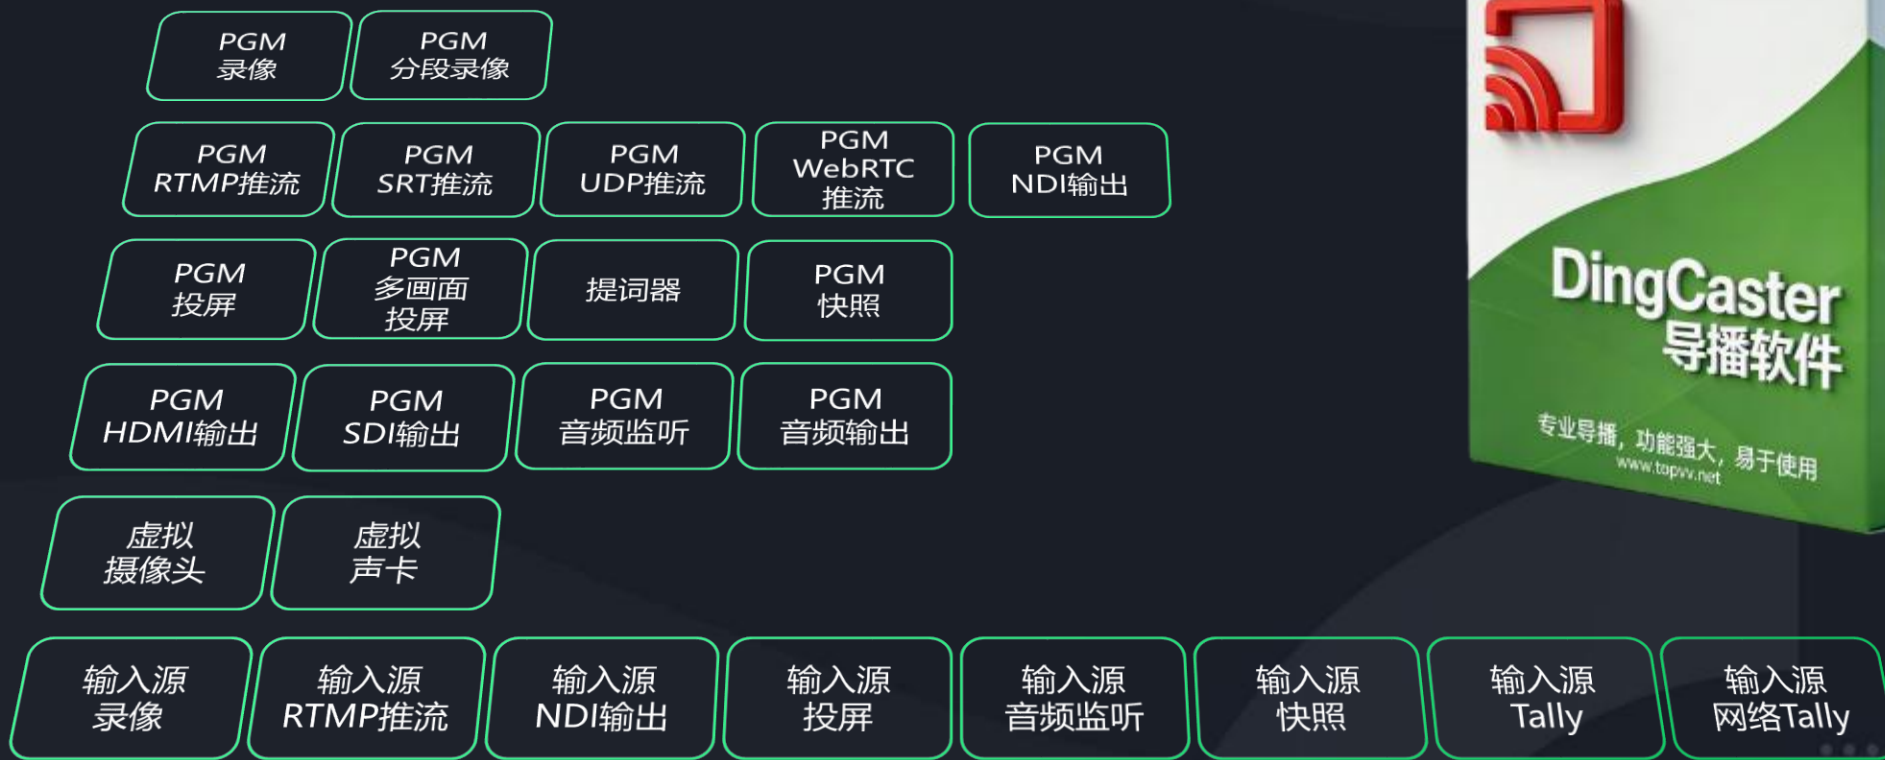 PGM
录像
PGM
分段录像
PGM
RTMP推流
PGM
SRT推流
PGM
UDP推流
PGM
WebRTC
推流
PGM
NDI输出
PGM
投屏
PGM
多画面
投屏
提词器
PGM
快照
PGM
HDMI输出
PGM
SDI输出
PGM
音频监听
PGM
音频输出
虚拟
摄像头
虚拟
声卡
输入源
录像
输入源
RTMP推流
输入源
NDI输出
输入源
投屏
输入源
音频监听
输入源
快照
输入源
Tally
输入源
网络Tally
DingCaster
导播软件
专业导播，功能强大，易于使用
www.topvv.net